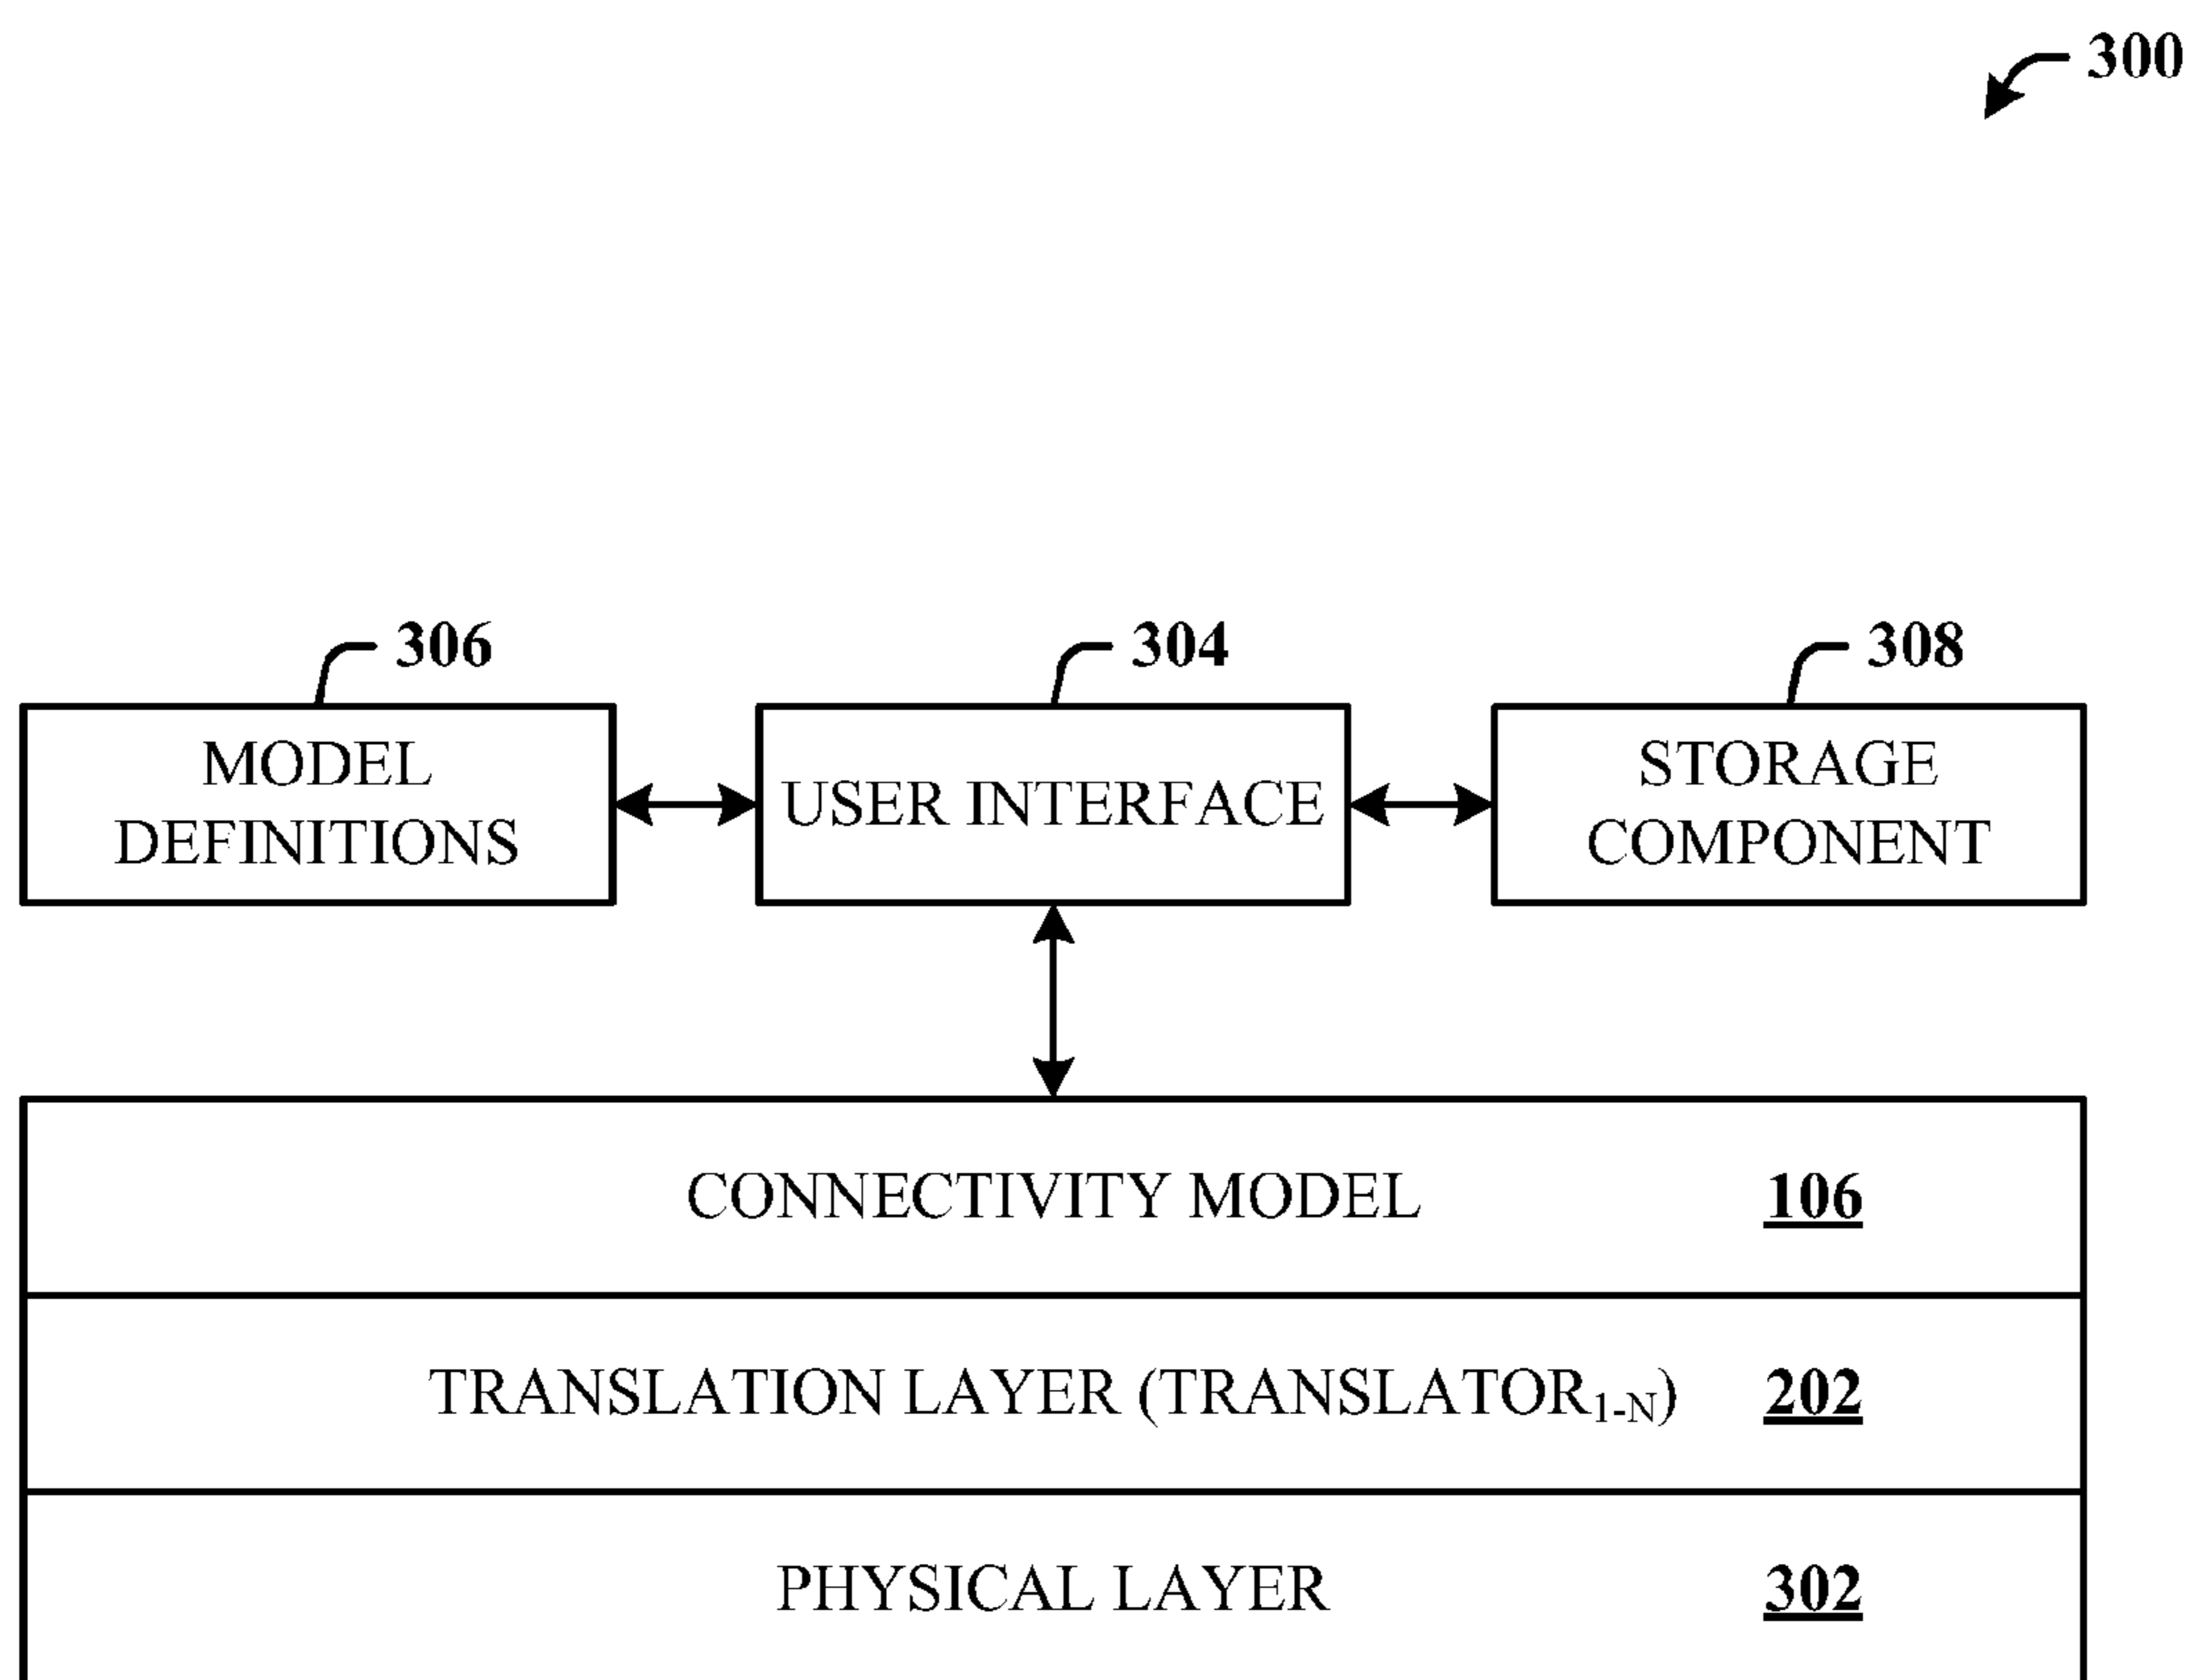 300
306
304
308
MODEL
DEFINITIONS
USER INTERFACE
STORAGE
COMPONENT
CONNECTIVITY MODEL 106
TRANSLATION LAYER (TRANSLATOR1-N) 202
PHYSICAL LAYER 302